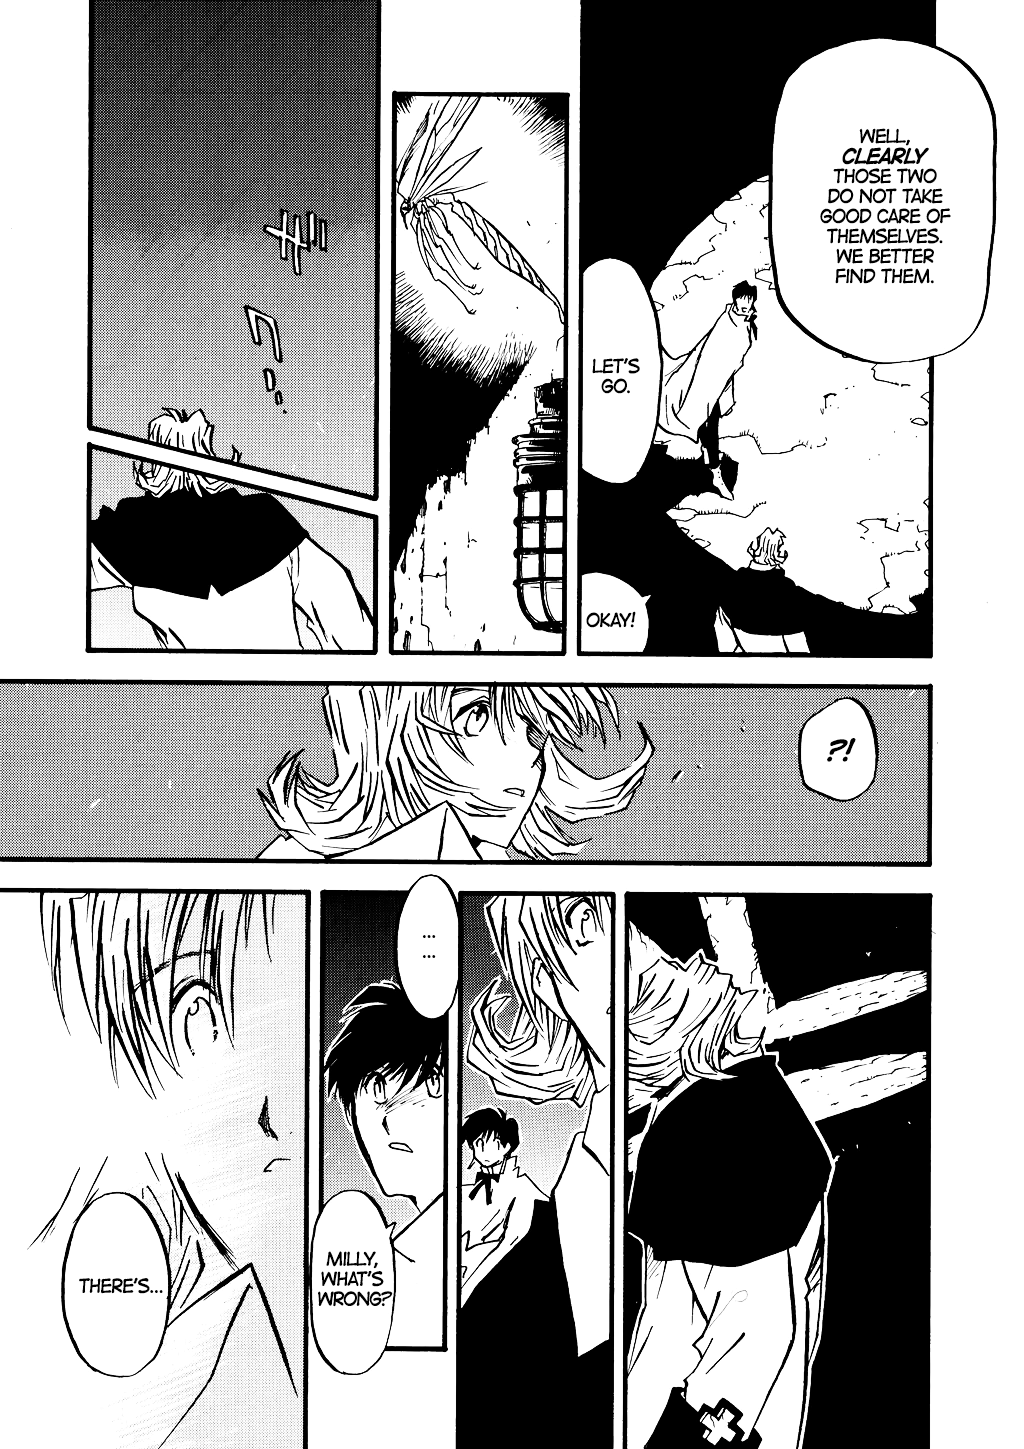 WELL,
CLEARLY
THOSE TWO
DO NOT TAKE
GOOD CARE OF
THEMSELVES.
WE BETTER
FIND THEM.
LET'S
GO.
OKAY!
?!
...
...
MILLY,
WHAT'S
WRONG?
THERE'S...